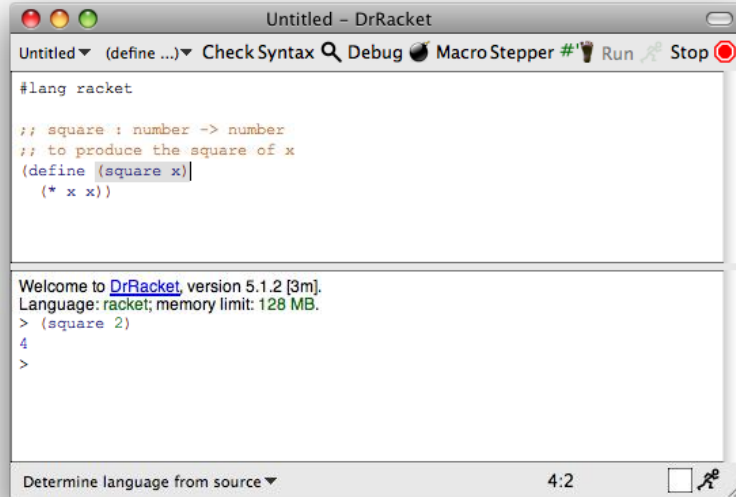 Untitled - DrRacket
Untitled (define ...) Check Syntax Debug Macro Stepper #' Run Stop
#lang racket
;; square : number -> number
;; to produce the square of x
(define (square x)
  (* x x))
Welcome to DrRacket, version 5.1.2 [3m].
Language: racket; memory limit: 128 MB.
> (square 2)
4
>
Determine language from source 4:2